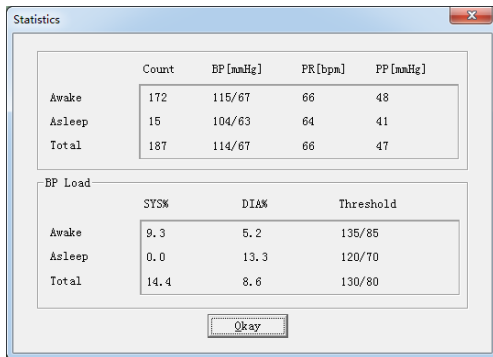 Statistics
Count BP[mmHg] PR[bpm] PP[mmHg]
Awake 172 115/67 66 48
Asleep 15 104/63 64 41
Total 187 114/67 66 47
BP Load
SYS% DIA% Threshold
Awake 9.3 5.2 135/85
Asleep 0.0 13.3 120/70
Total 14.4 8.6 130/80
Okay